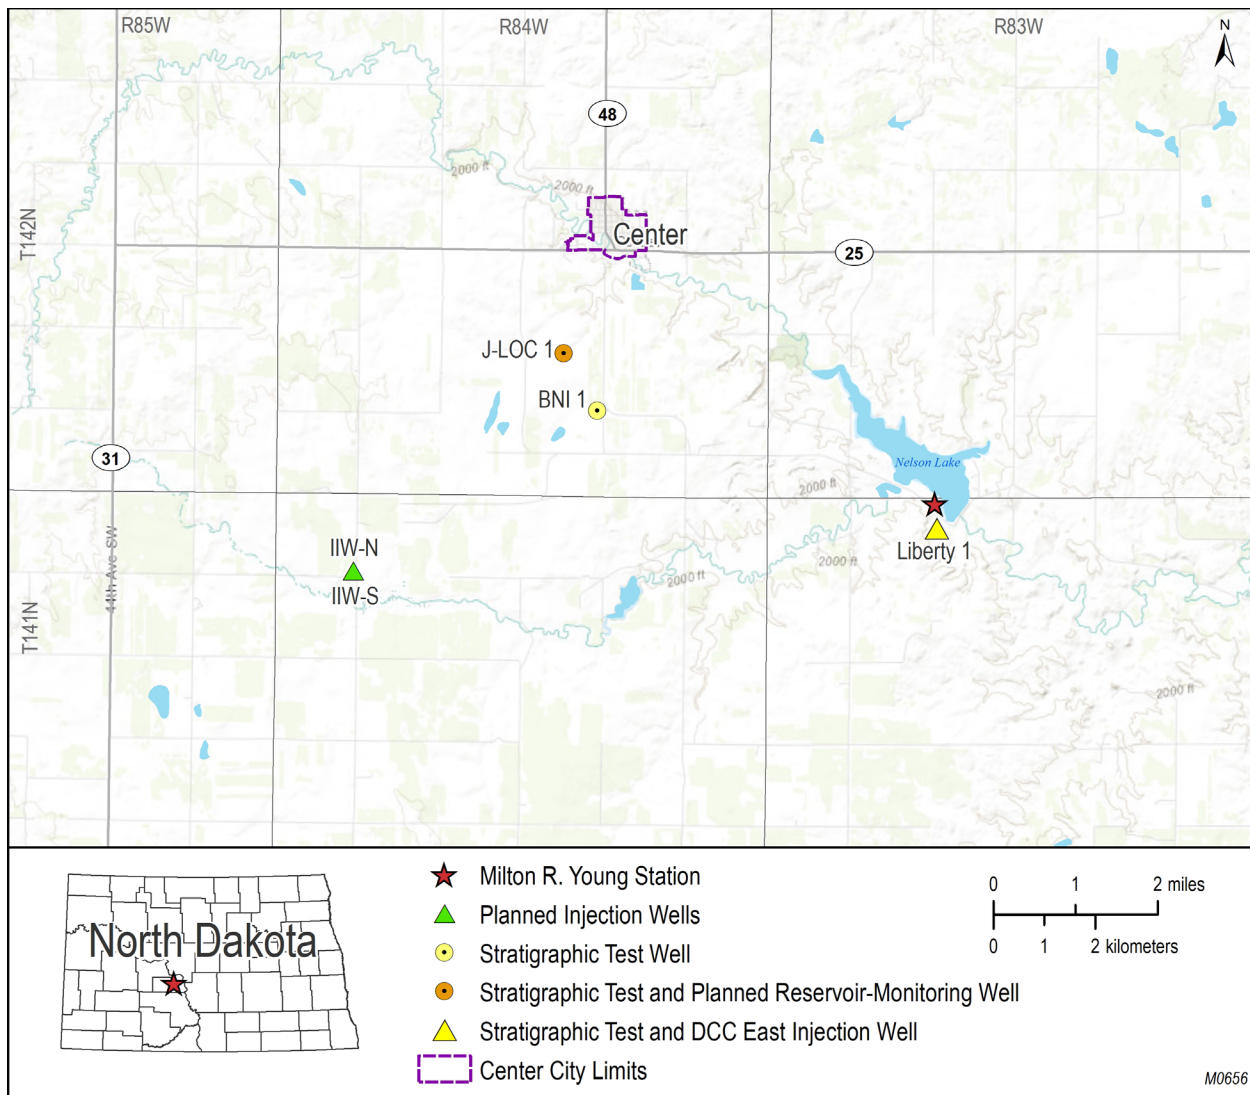 R85W
R84W
R83W
N
48
2000 ft
2000 ft
T142N
Center
25
J-LOC 1
BNI 1
31
Nelson Lake
2000 ft
44th Ave SW
IIW-N
IIW-S
Liberty 1
2000 ft
2000 ft
T141N
2000 ft
North Dakota
Milton R. Young Station
Planned Injection Wells
Stratigraphic Test Well
Stratigraphic Test and Planned Reservoir-Monitoring Well
Stratigraphic Test and DCC East Injection Well
Center City Limits
0 1 2 miles
0 1 2 kilometers
M0656